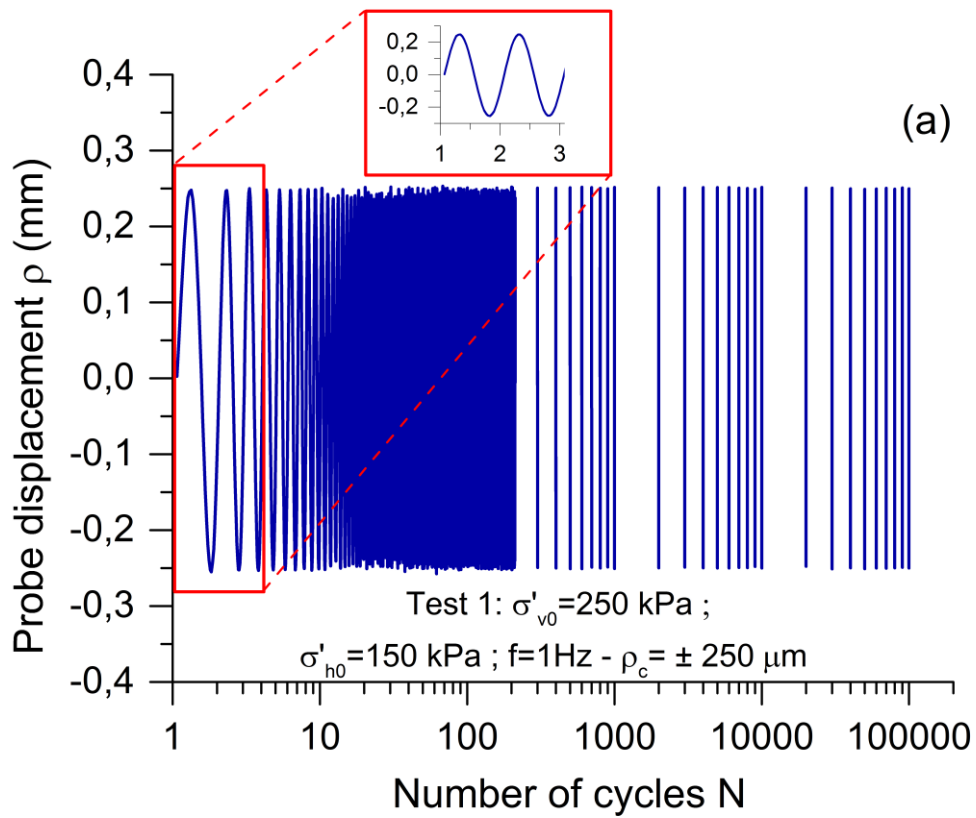 0,2
0,0
-0,2
1 2 3
(a)
0,4
0,3
0,2
0,1
0,0
-0,1
-0,2
-0,3
-0,4
Probe displacement ρ (mm)
Test 1: σ'v0=250 kPa ;
σ'h0=150 kPa ; f=1Hz - ρc= ± 250 μm
1 10 100 1000 10000 100000
Number of cycles N